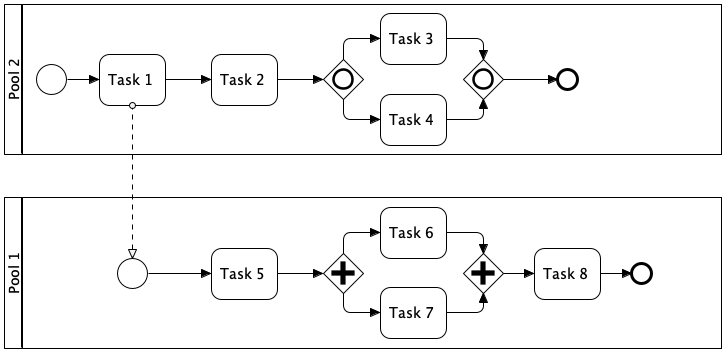 Pool 2
Task 1
Task 2
Task 3
Task 4
Pool 1
Task 5
Task 6
Task 7
Task 8